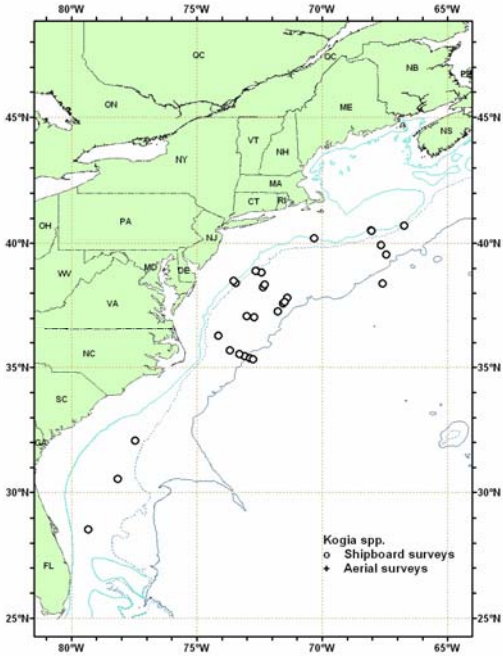 80°W 75°W 70°W 65°W
QC QC NB
PE
ON ME
45°N 45°N
NS
VT
NH
NY
MA
CT RI
PA
40°N OH NJ 40°N
MD DE
WV
VA
NC
35°N 35°N
SC
GA
30°N 30°N
Kogia spp.
Shipboard surveys
FL Aerial surveys
25°N 25°N
80°W 75°W 70°W 65°W